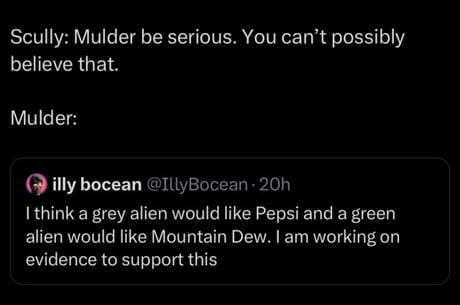 Scully: Mulder be serious. You can’t possibly
believe that.
Mulder:
illy bocean @IllyBocean · 20h
I think a grey alien would like Pepsi and a green
alien would like Mountain Dew. I am working on
evidence to support this